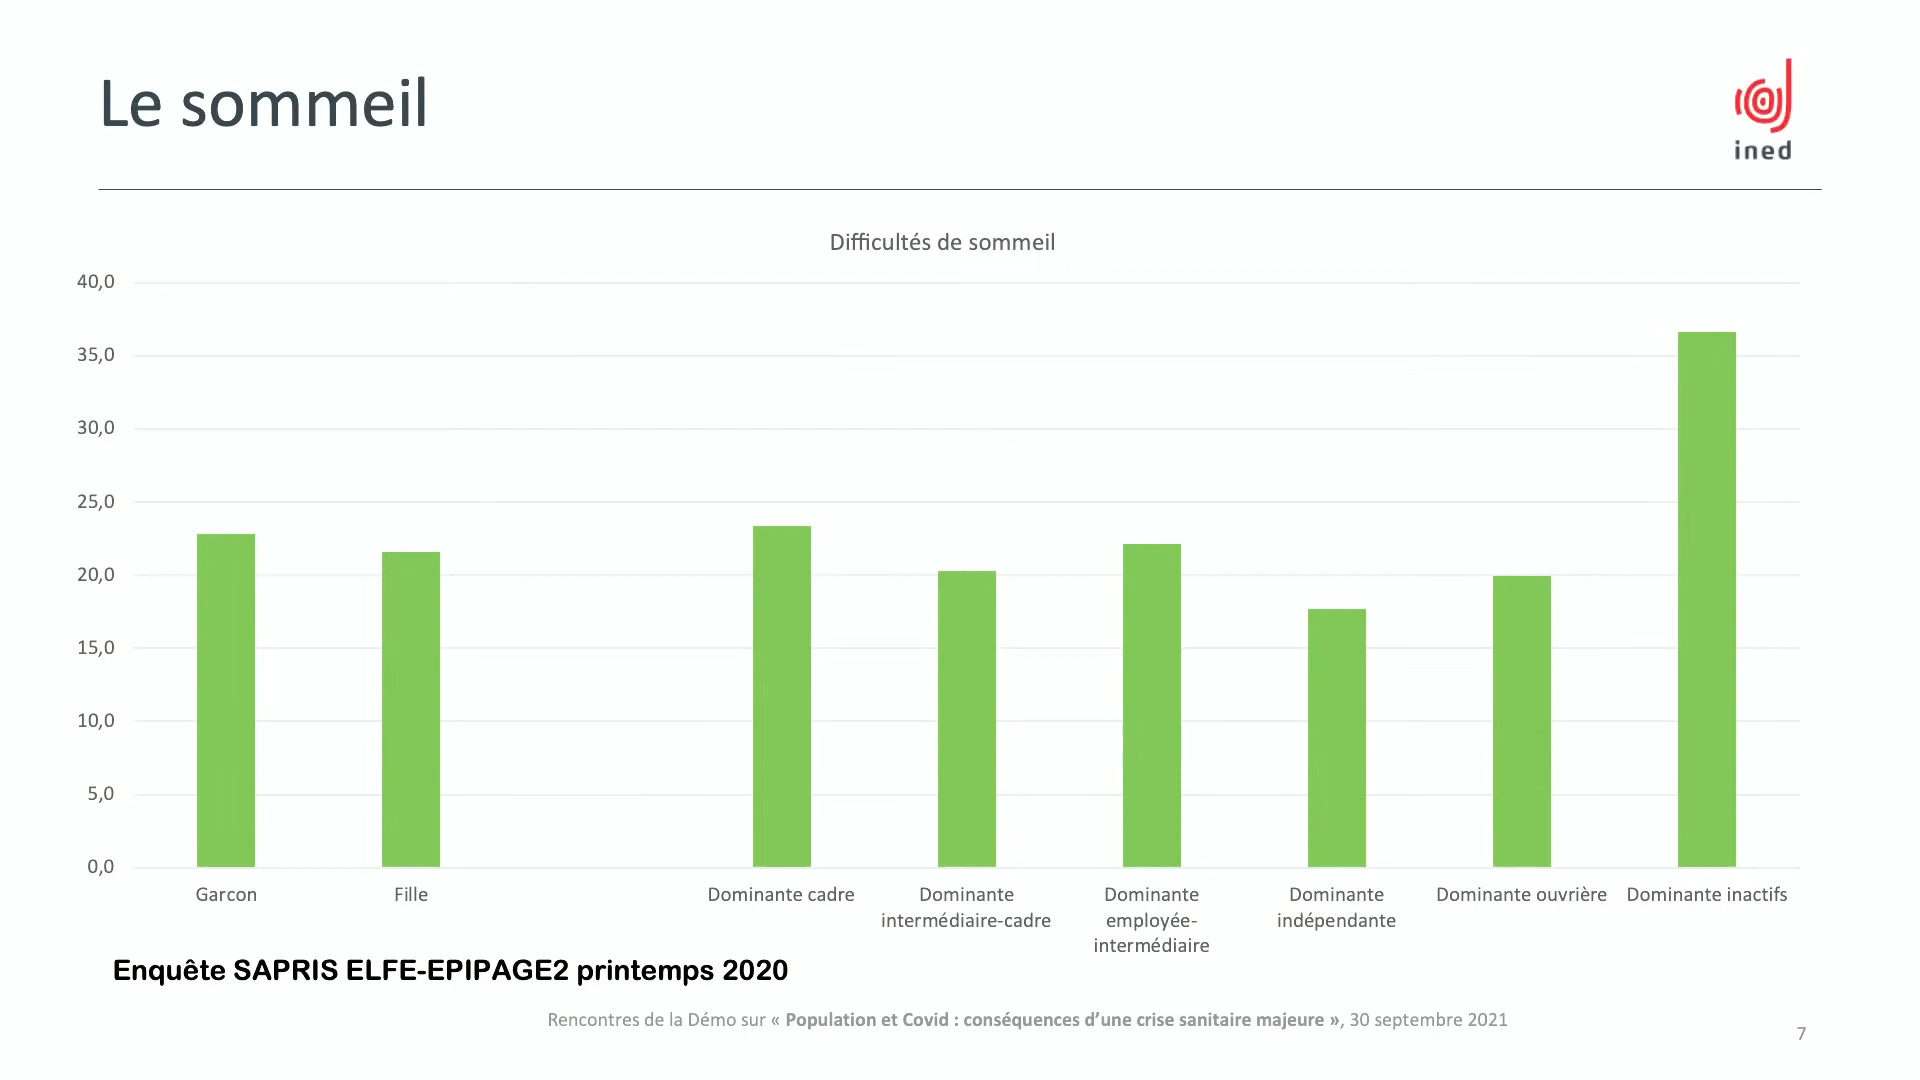 Le sommeil
ined
Difficultés de sommeil
40,0
35,0
30,0
25,0
20,0
15,0
10,0
5,0
0,0
Garcon
Fille
Dominante cadre
Dominante
intermédiaire-cadre
Dominante
employée-
intermédiaire
Dominante
indépendante
Dominante ouvrière
Dominante inactifs
Enquête SAPRIS ELFE-EPIPAGE2 printemps 2020
Rencontres de la Démo sur « Population et Covid : conséquences d’une crise sanitaire majeure », 30 septembre 2021
7